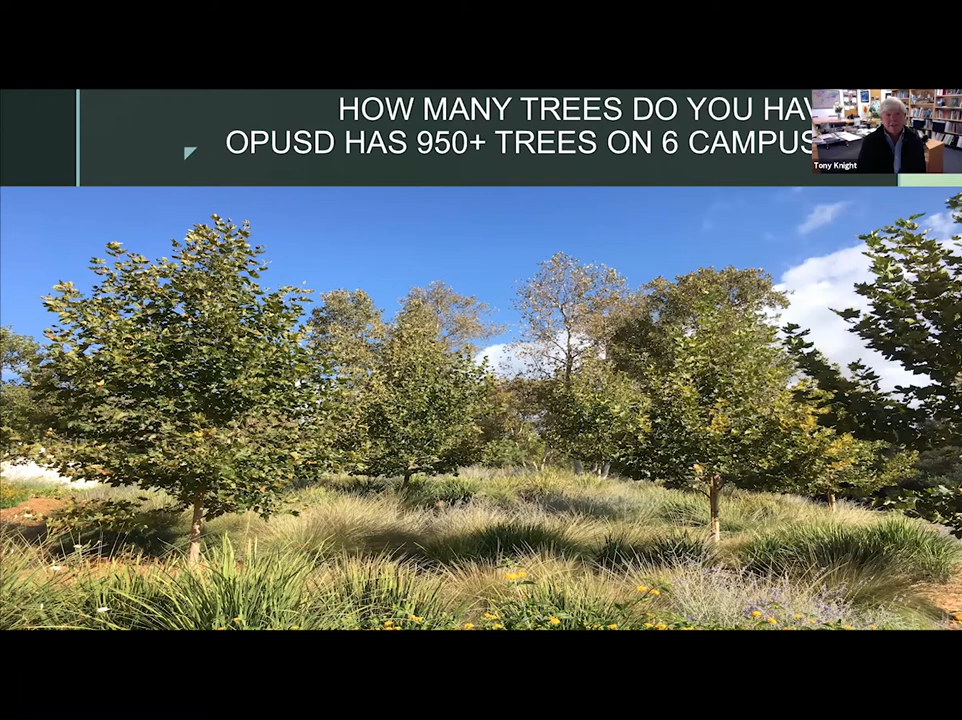 HOW MANY TREES DO YOU HAV
OPUSD HAS 950+ TREES ON 6 CAMPUS
Tony Knight